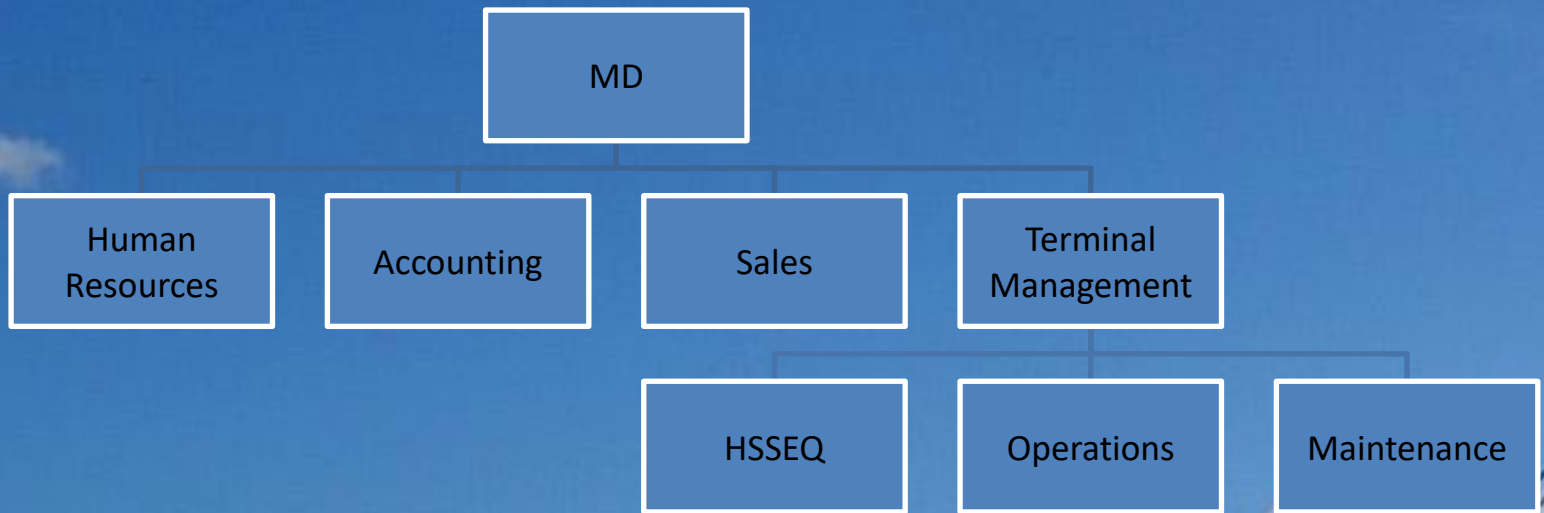 MD
Human
Resources
Accounting
Sales
Terminal
Management
HSSEQ
Operations
Maintenance